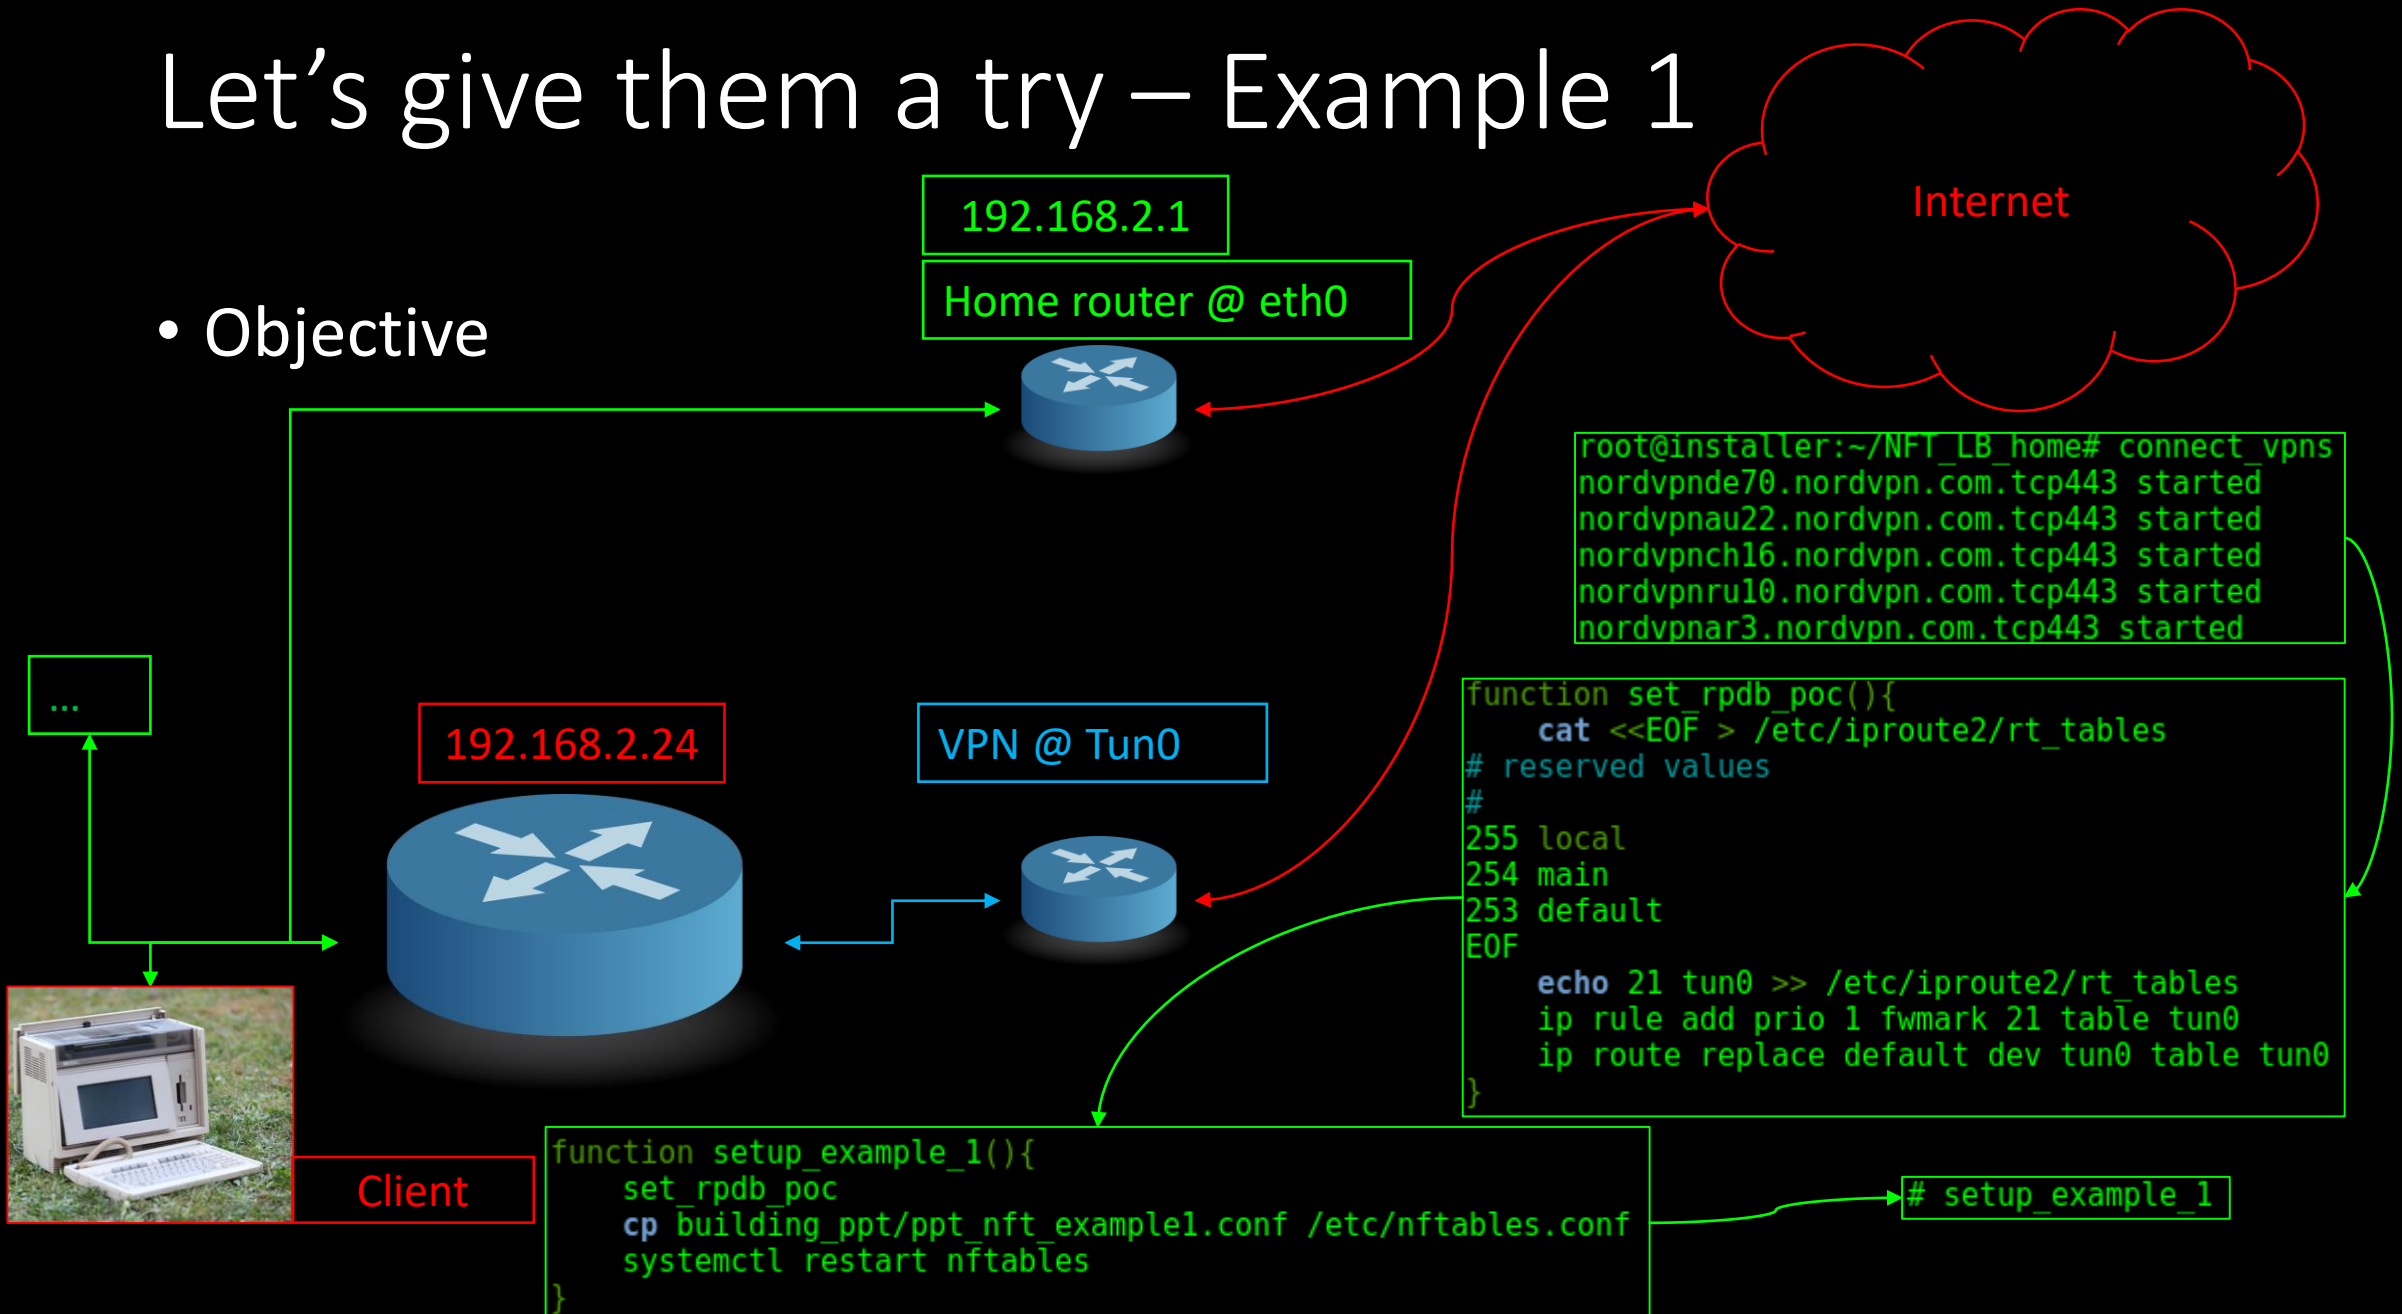 Let’s give them a try – Example 1
Internet
192.168.2.1
Home router @ eth0
• Objective
root@installer:~/NFT_LB_home# connect_vpns
nordvpnde70.nordvpn.com.tcp443 started
nordvpnau22.nordvpn.com.tcp443 started
nordvpnch16.nordvpn.com.tcp443 started
nordvpnru10.nordvpn.com.tcp443 started
nordvpnar3.nordvpn.com.tcp443 started
...
192.168.2.24
VPN @ Tun0
function set_rpdb_poc(){
    cat <<EOF > /etc/iproute2/rt_tables
# reserved values
#
255 local
254 main
253 default
EOF
    echo 21 tun0 >> /etc/iproute2/rt_tables
    ip rule add prio 1 fwmark 21 table tun0
    ip route replace default dev tun0 table tun0
}
Client
function setup_example_1(){
    set_rpdb_poc
    cp building_ppt/ppt_nft_example1.conf /etc/nftables.conf
    systemctl restart nftables
}
# setup_example_1